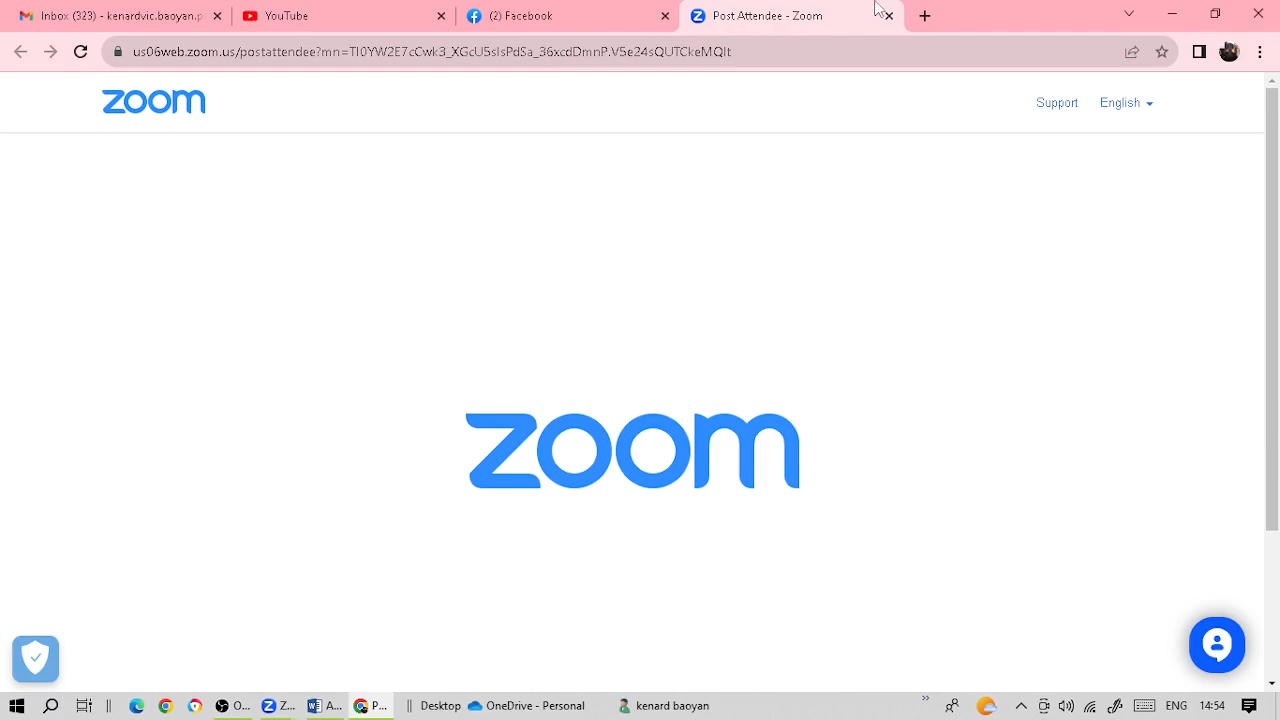 Inbox (323) - kendardvic.baoyan.p
YouTube
(2) Facebook
Post Attendee - Zoom
us06web.zoom.us/postattendee?mn=TI0YW2E7cCwk3_XGcU5sIsPdSa_36xcdDmnP.V5e24sQUTCkeMQIt
zoom
Support
English
zoom
O...
Z...
A...
P...
Desktop
OneDrive - Personal
kenard baoyan
ENG
14:54